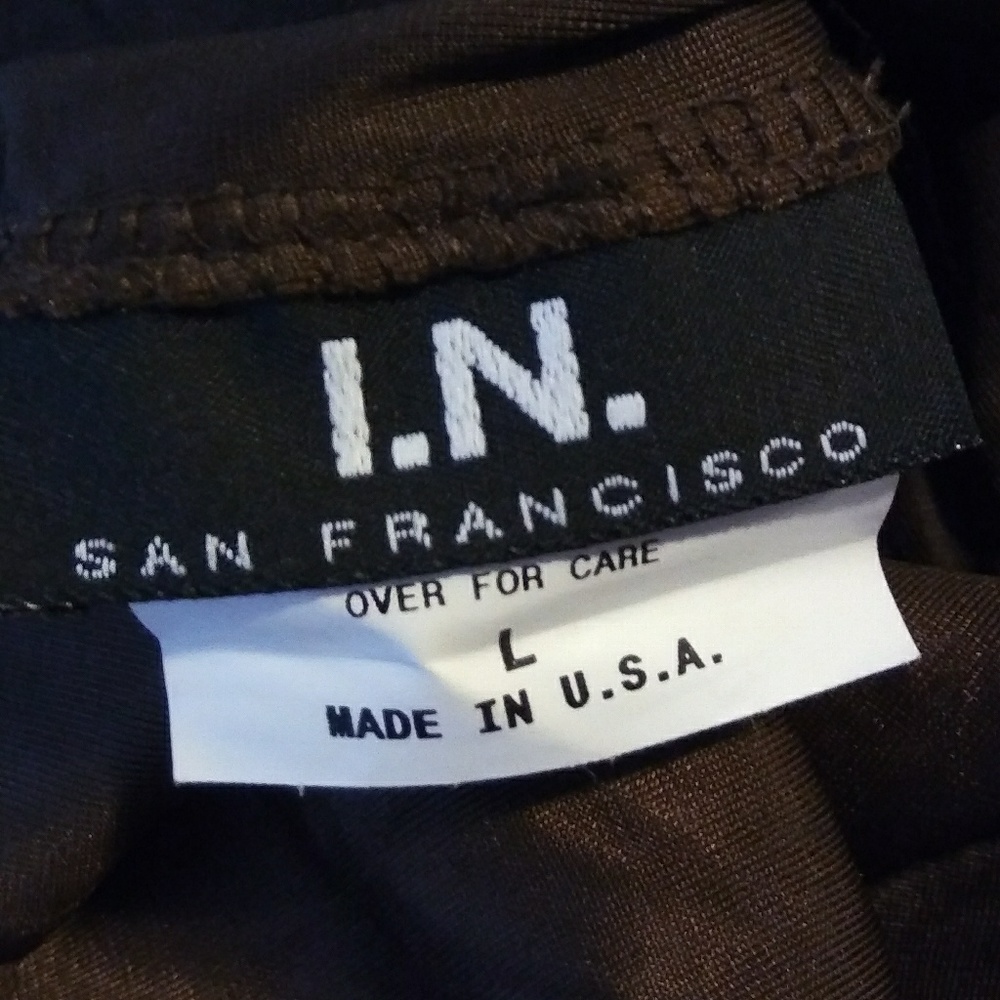 I.N.
SAN FRANCISCO
OVER FOR CARE
L
MADE IN U.S.A.